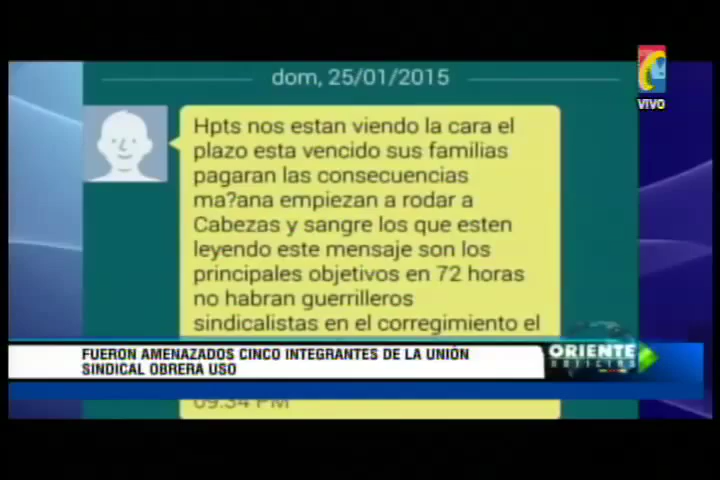 dom, 25/01/2015
VIVO
Hpts nos estan viendo la cara el
plazo esta vencido sus familias
pagaran las consecuencias
ma?ana empiezan a rodar a
Cabezas y sangre los que esten
leyendo este mensaje son los
principales objetivos en 72 horas
no habran guerrilleros
sindicalistas en el corregimiento el
FUERON AMENAZADOS CINCO INTEGRANTES DE LA UNIÓN
SINDICAL OBRERA USO
ORIENTE
NOTICIAS
09:34 PM